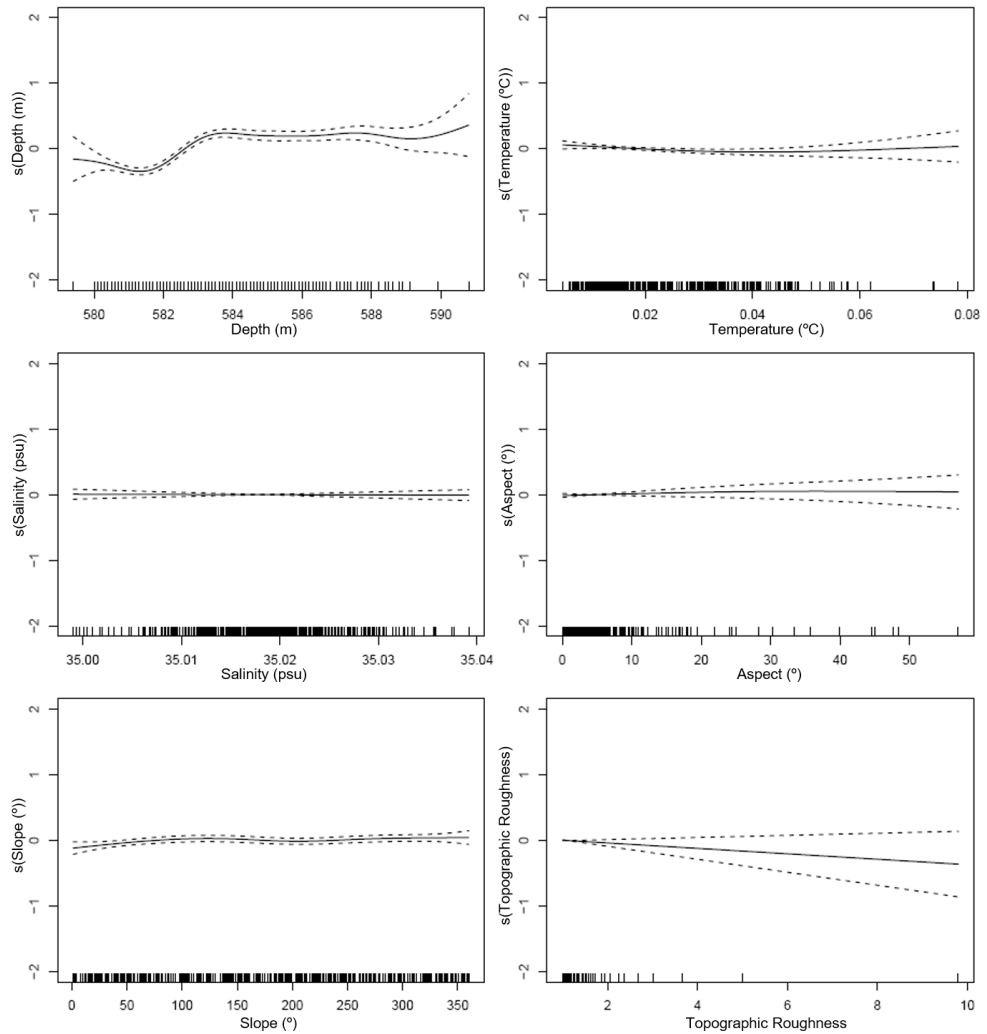 2
1
0
-1
-2
s(Depth (m))
580 582 584 586 588 590
Depth (m)
2
1
0
-1
-2
s(Temperature (ºC))
0.02 0.04 0.06 0.08
Temperature (ºC)
2
1
0
-1
-2
s(Salinity (psu))
35.00 35.01 35.02 35.03 35.04
Salinity (psu)
2
1
0
-1
-2
s(Aspect (º))
0 10 20 30 40 50
Aspect (º)
2
1
0
-1
-2
s(Slope (º))
0 50 100 150 200 250 300 350
Slope (º)
2
1
0
-1
-2
s(Topographic Roughness)
2 4 6 8 10
Topographic Roughness